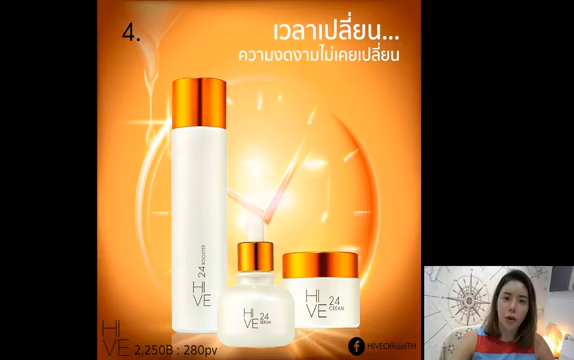 4.
เวลาเปลี่ยน...
ความงดงามไม่เคยเปลี่ยน
HI
VE 24 BOOSTER
HI
VE 24 SERUM
HI
VE 24 CREAM
HI
VE 2,250B : 280pv
f HIVEOfficialTH